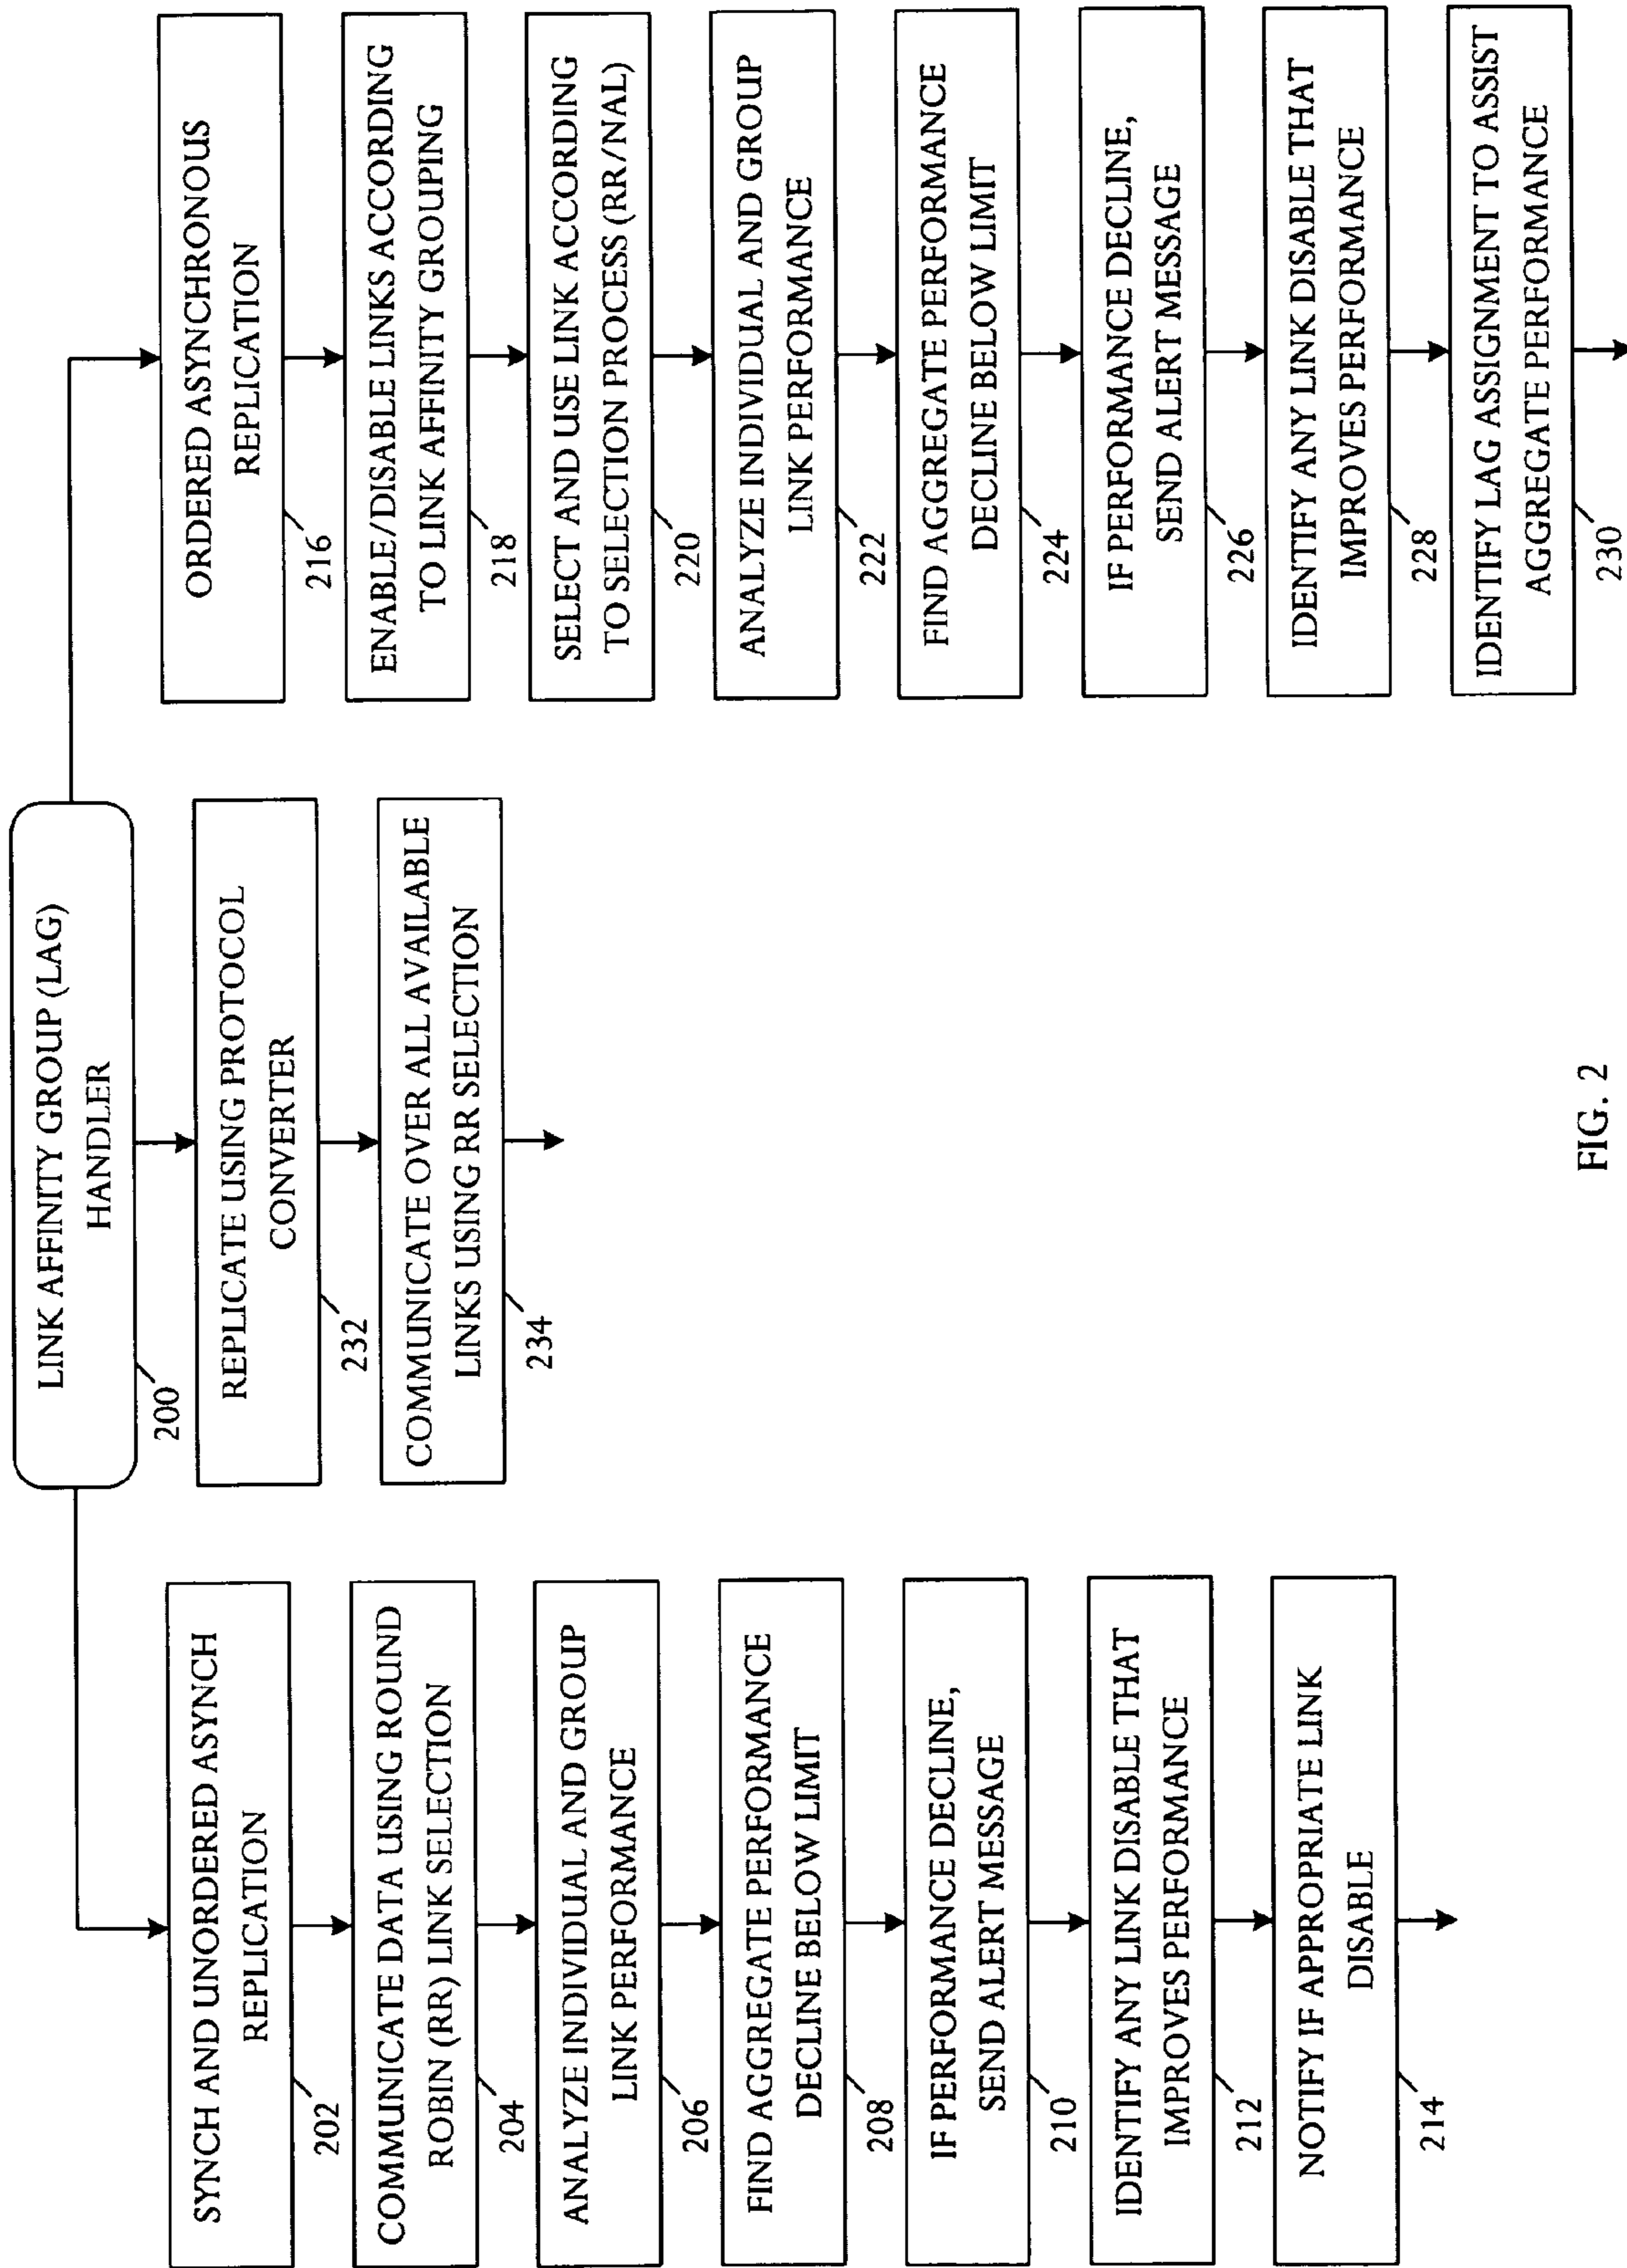 LINK AFFINITY GROUP (LAG)
HANDLER
200
SYNCH AND UNORDERED ASYNCH
REPLICATION
202
COMMUNICATE DATA USING ROUND
ROBIN (RR) LINK SELECTION
204
ANALYZE INDIVIDUAL AND GROUP
LINK PERFORMANCE
206
FIND AGGREGATE PERFORMANCE
DECLINE BELOW LIMIT
208
IF PERFORMANCE DECLINE,
SEND ALERT MESSAGE
210
IDENTIFY ANY LINK DISABLE THAT
IMPROVES PERFORMANCE
212
NOTIFY IF APPROPRIATE LINK
DISABLE
214
REPLICATE USING PROTOCOL
CONVERTER
232
COMMUNICATE OVER ALL AVAILABLE
LINKS USING RR SELECTION
234
ORDERED ASYNCHRONOUS
REPLICATION
216
ENABLE/DISABLE LINKS ACCORDING
TO LINK AFFINITY GROUPING
218
SELECT AND USE LINK ACCORDING
TO SELECTION PROCESS (RR/NAL)
220
ANALYZE INDIVIDUAL AND GROUP
LINK PERFORMANCE
222
FIND AGGREGATE PERFORMANCE
DECLINE BELOW LIMIT
224
IF PERFORMANCE DECLINE,
SEND ALERT MESSAGE
226
IDENTIFY ANY LINK DISABLE THAT
IMPROVES PERFORMANCE
228
IDENTIFY LAG ASSIGNMENT TO ASSIST
AGGREGATE PERFORMANCE
230
FIG. 2